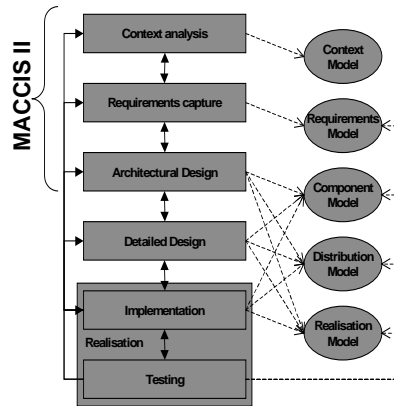 MACCIS II
Context analysis
Requirements capture
Architectural Design
Detailed Design
Implementation
Realisation
Testing
Context
Model
Requirements
Model
Component
Model
Distribution
Model
Realisation
Model